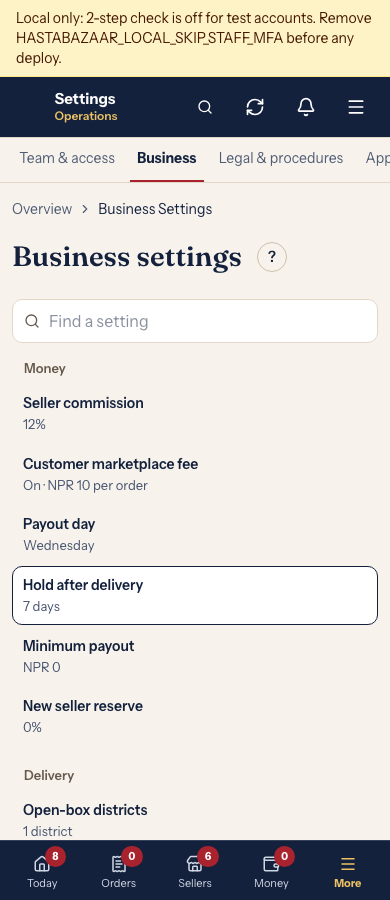 Local only: 2-step check is off for test accounts. Remove
HASTABAZAAR_LOCAL_SKIP_STAFF_MFA before any
deploy.
Settings
Operations
Team & access
Business
Legal & procedures
App
Overview
Business Settings
Business settings
?
Find a setting
Money
Seller commission
12%
Customer marketplace fee
On · NPR 10 per order
Payout day
Wednesday
Hold after delivery
7 days
Minimum payout
NPR 0
New seller reserve
0%
Delivery
Open-box districts
1 district
8
0
6
0
Today
Orders
Sellers
Money
More